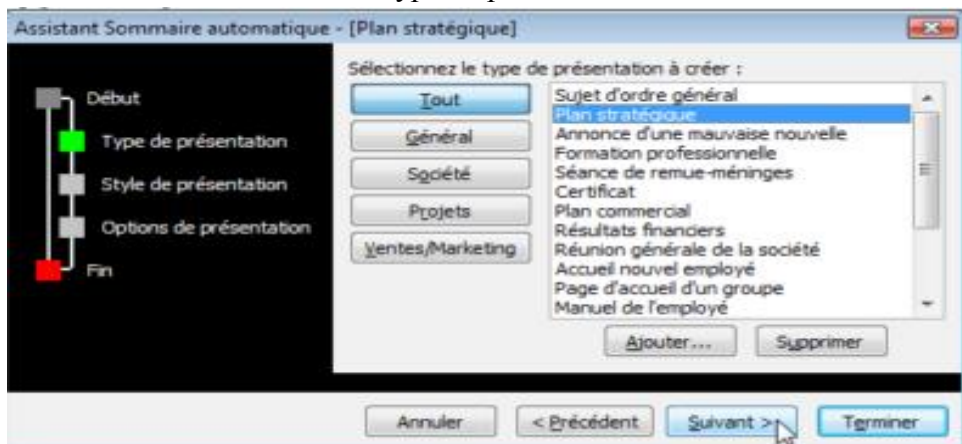 Assistant Sommaire automatique - [Plan stratégique]
Sélectionnez le type de présentation à créer :
Début
Type de présentation
Style de présentation
Options de présentation
Fin
Tout
Général
Société
Projets
Ventes/Marketing
Sujet d'ordre général
Plan stratégique
Annonce d'une mauvaise nouvelle
Formation professionnelle
Séance de remue-méninges
Certificat
Plan commercial
Résultats financiers
Réunion générale de la société
Accueil nouvel employé
Page d'accueil d'un groupe
Manuel de l'employé
Ajouter... Supprimer
Annuler < Précédent Suivant > Terminer